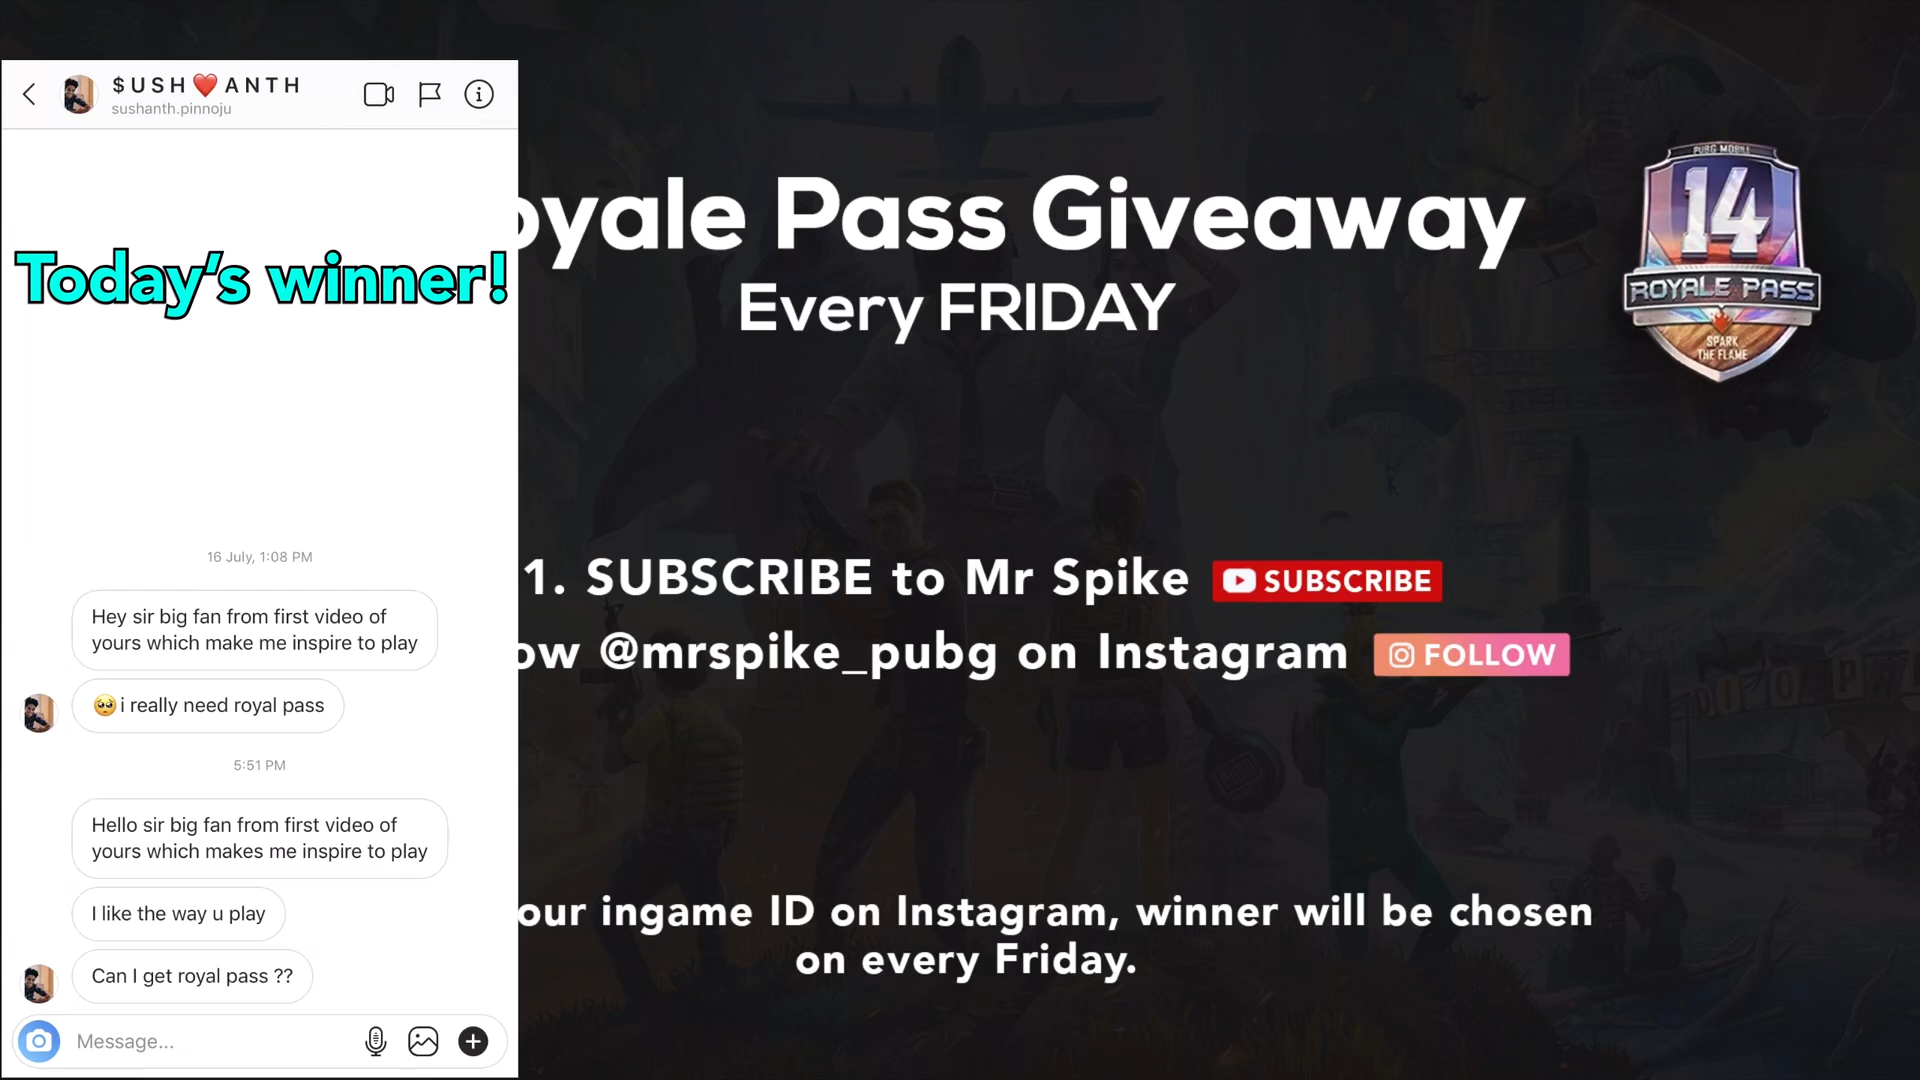 $USH❤️ANTH
sushanth.pinnoju
Today's winner!
16 July, 1:08 PM
Hey sir big fan from first video of
yours which make me inspire to play
🥺 i really need royal pass
5:51 PM
Hello sir big fan from first video of
yours which makes me inspire to play
I like the way u play
Can I get royal pass ??
Message...
oyale Pass Giveaway
Every FRIDAY
PUBG MOBILE
14
ROYALE PASS
SPARK
THE FLAME
1. SUBSCRIBE to Mr Spike SUBSCRIBE
ow @mrspike_pubg on Instagram FOLLOW
our ingame ID on Instagram, winner will be chosen
on every Friday.